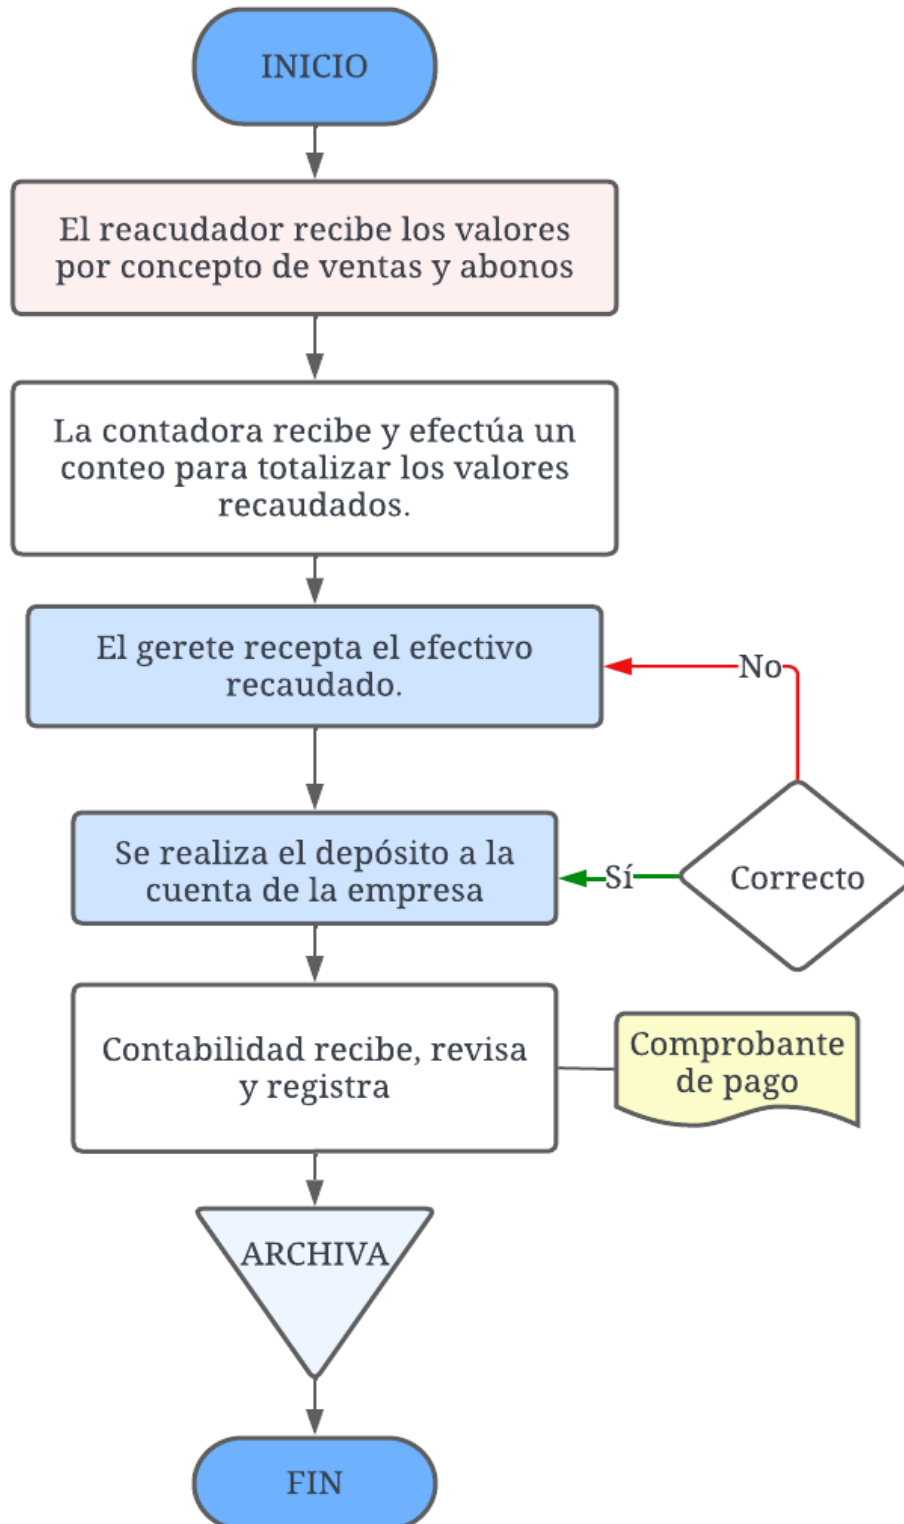 INICIO
El reacudador recibe los valores
por concepto de ventas y abonos
La contadora recibe y efectúa un
conteo para totalizar los valores
recaudados.
El gerete recepta el efectivo
recaudado.
No
Se realiza el depósito a la
cuenta de la empresa
Sí
Correcto
Contabilidad recibe, revisa
y registra
Comprobante
de pago
ARCHIVA
FIN